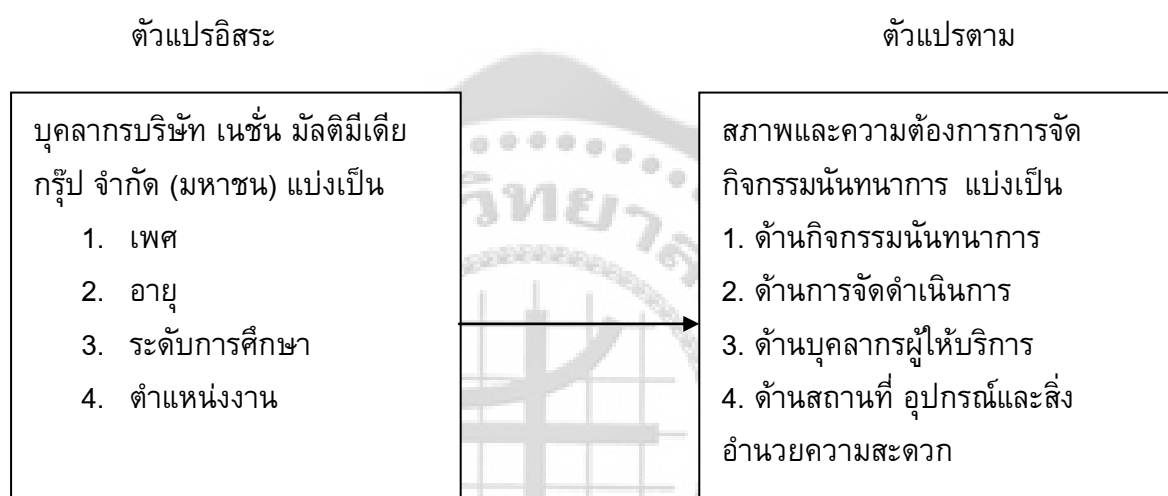 ตัวแปรอิสระ
ตัวแปรตาม
บุคลากรบริษัท เนชั่น มัลติมีเดีย
กรุ๊ป จำกัด (มหาชน) แบ่งเป็น
1. เพศ
2. อายุ
3. ระดับการศึกษา
4. ตำแหน่งงาน
สภาพและความต้องการการจัด
กิจกรรมนันทนาการ แบ่งเป็น
1. ด้านกิจกรรมนันทนาการ
2. ด้านการจัดดำเนินการ
3. ด้านบุคลากรผู้ให้บริการ
4. ด้านสถานที่ อุปกรณ์และสิ่ง
อำนวยความสะดวก